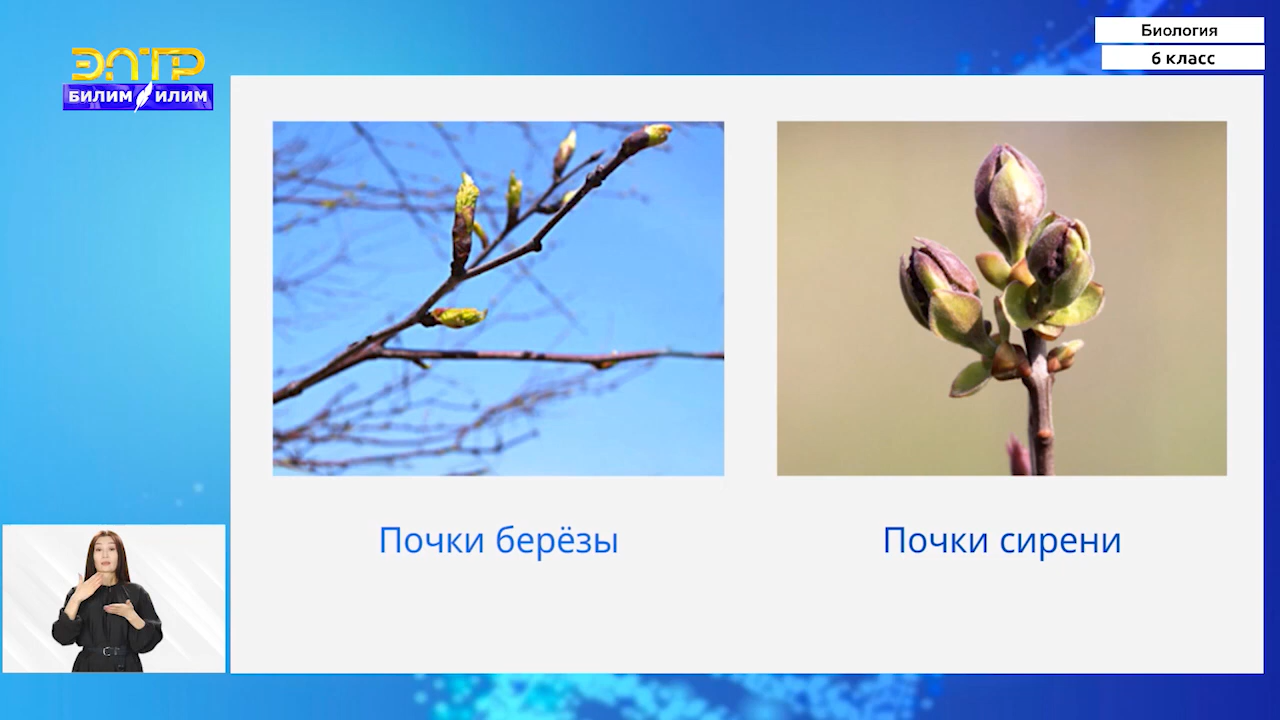 Биология
6 класс
ЭЛТР
БИЛИМ ИЛИМ
Почки берёзы
Почки сирени